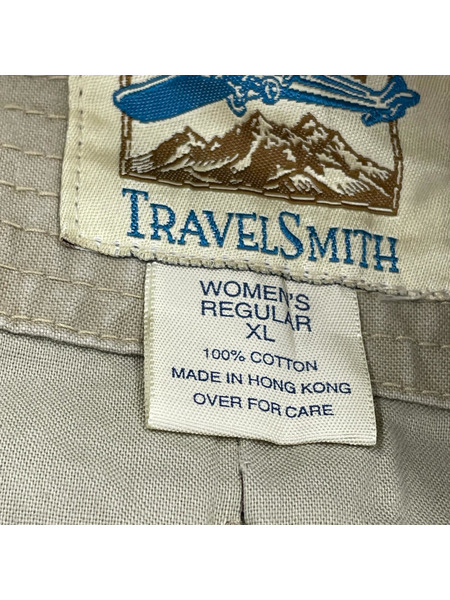 TRAVELSMITH
WOMEN'S
REGULAR
XL
100% COTTON
MADE IN HONG KONG
OVER FOR CARE